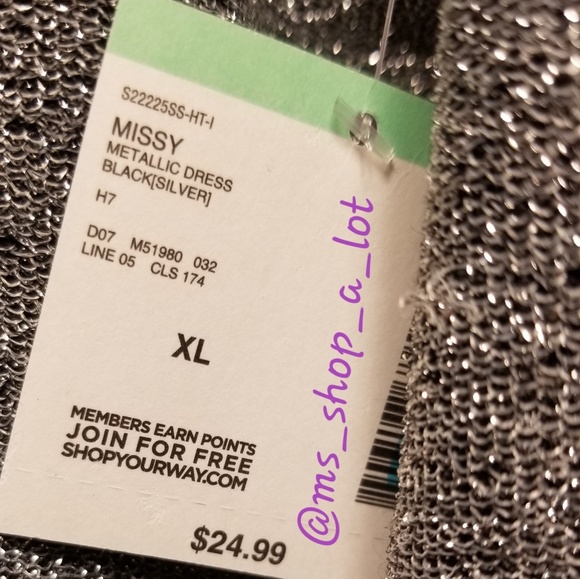 S22225SS-HT-I
MISSY
METALLIC DRESS
BLACK[SILVER]
H7
D07 M51980 032
LINE 05 CLS 174
XL
MEMBERS EARN POINTS
JOIN FOR FREE
SHOPYOURWAY.COM
$24.99
@ms_shop_a_lot